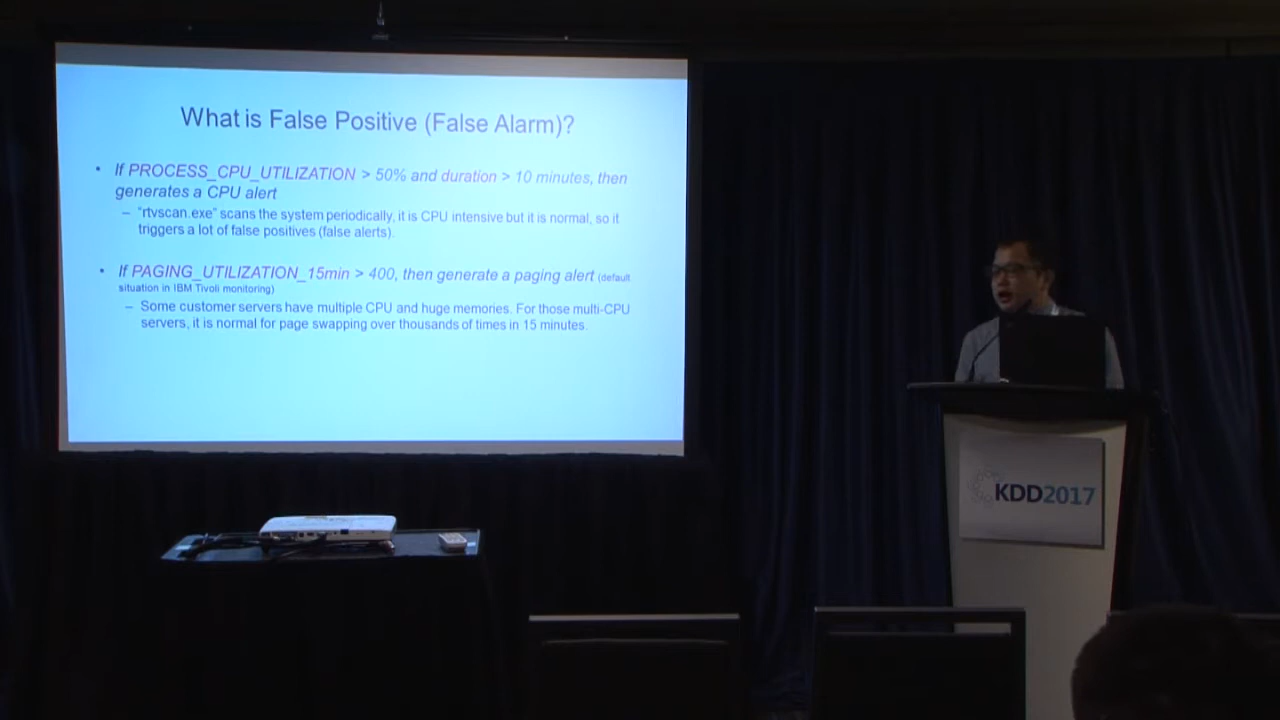 What is False Positive (False Alarm)?
• If PROCESS_CPU_UTILIZATION > 50% and duration > 10 minutes, then
generates a CPU alert
– "rtvscan.exe" scans the system periodically, it is CPU intensive but it is normal, so it
triggers a lot of false positives (false alerts).
• If PAGING_UTILIZATION_15min > 400, then generate a paging alert (default
situation in IBM Tivoli monitoring)
– Some customer servers have multiple CPU and huge memories. For those multi-CPU
servers, it is normal for page swapping over thousands of times in 15 minutes.
KDD2017